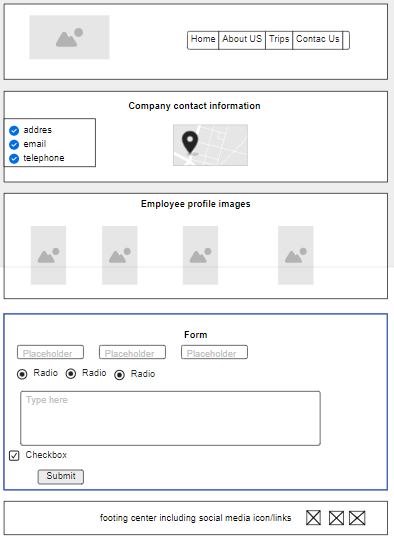 Home About US Trips Contac Us
Company contact information
addres
email
telephone
Employee profile images
Form
Placeholder Placeholder Placeholder
Radio Radio Radio
Type here
Checkbox
Submit
footing center including social media icon/links